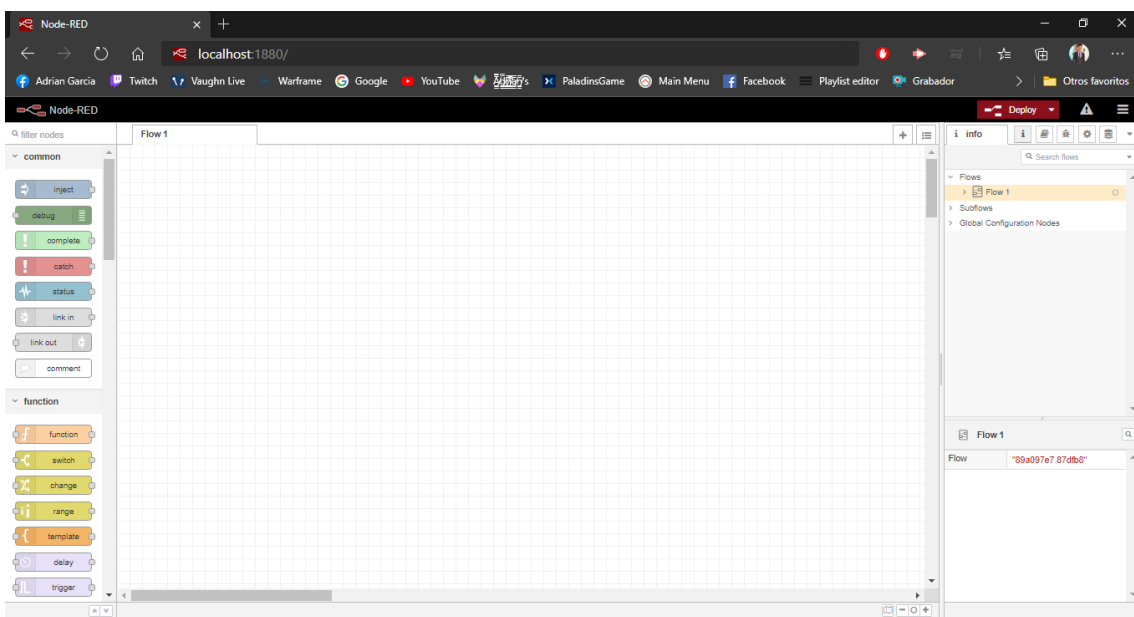 Node-RED
localhost:1880/
Adrian García Twitch Vaughn Live Warframe Google YouTube PaladinsGame Main Menu Facebook Playlist editor Grabador Otros favoritos
Node-RED Deploy
filter nodes Flow 1 i info i
Search flows
common
Flows
inject Flow 1
debug Subflows
complete Global Configuration Nodes
catch
status
link in
link out
comment
function
function Flow 1
switch Flow "89a097e7.87dfb8"
change
range
template
delay
trigger